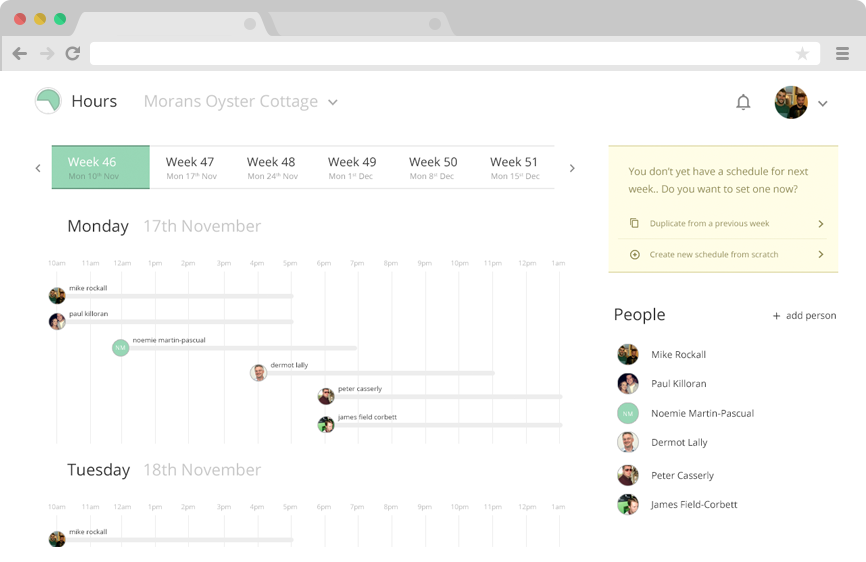 Hours
Morans Oyster Cottage
Week 46
Mon 10th Nov
Week 47
Mon 17th Nov
Week 48
Mon 24th Nov
Week 49
Mon 1st Dec
Week 50
Mon 8th Dec
Week 51
Mon 15th Dec
You don't yet have a schedule for next
week.. Do you want to set one now?
Duplicate from a previous week
Create new schedule from scratch
Monday 17th November
10am 11am 12am 1pm 2pm 3pm 4pm 5pm 6pm 7pm 8pm 9pm 10pm 11pm 12pm 1am
mike rockall
paul killoran
NM noemie martin-pascual
dermot lally
peter casserly
james field corbett
Tuesday 18th November
10am 11am 12am 1pm 2pm 3pm 4pm 5pm 6pm 7pm 8pm 9pm 10pm 11pm 12pm 1am
mike rockall
People
+ add person
Mike Rockall
Paul Killoran
NM Noemie Martin-Pascual
Dermot Lally
Peter Casserly
James Field-Corbett